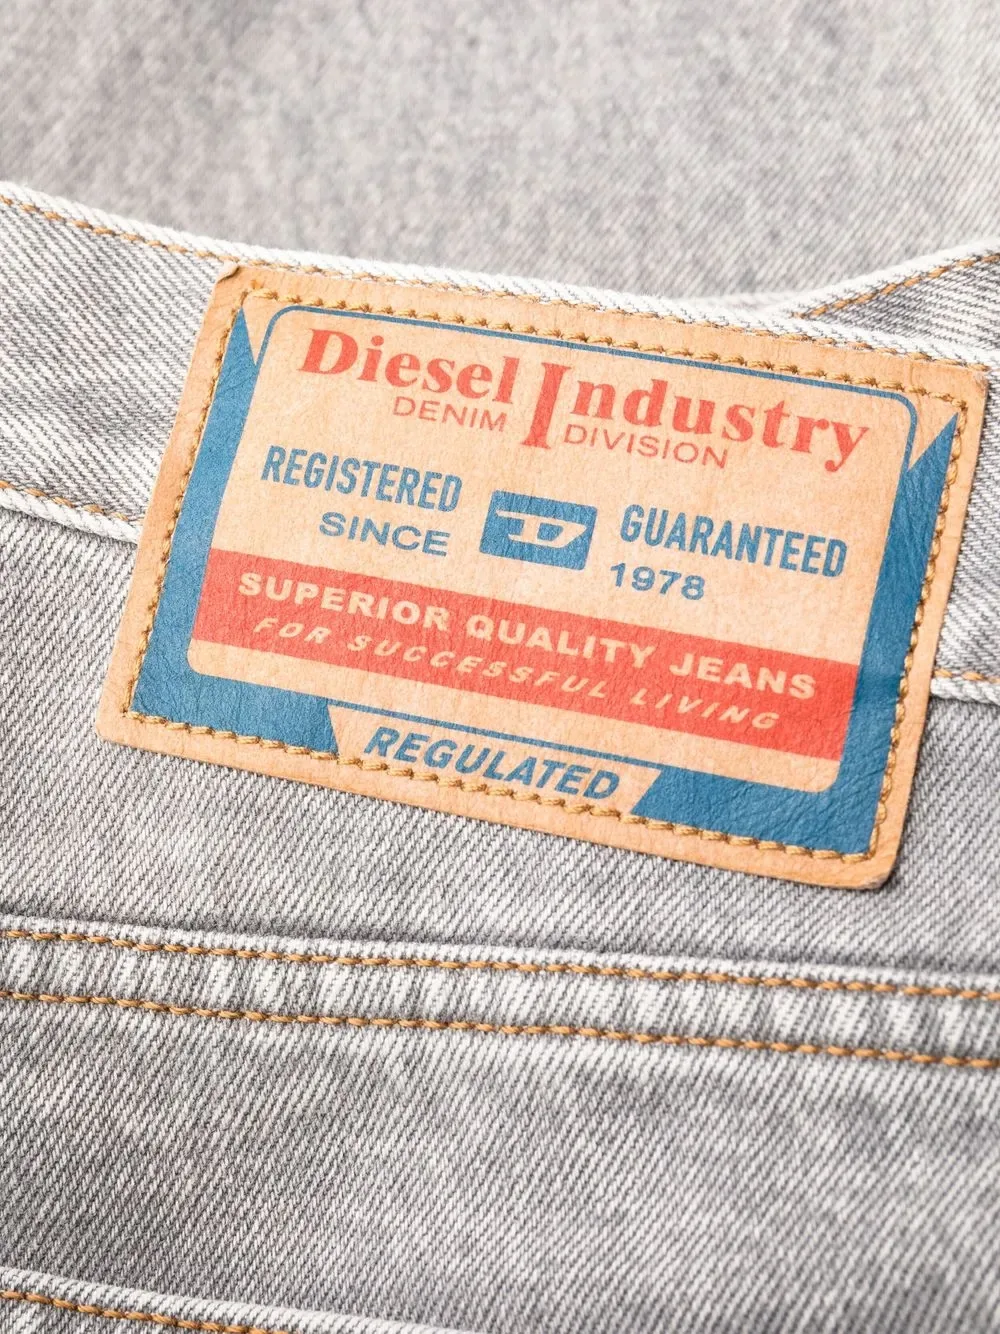 Diesel Industry
DENIM DIVISION
REGISTERED D GUARANTEED
SINCE 1978
SUPERIOR QUALITY JEANS
FOR SUCCESSFUL LIVING
REGULATED